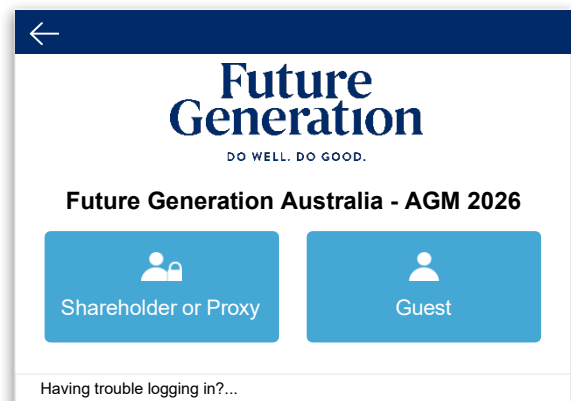 Future
Generation
DO WELL. DO GOOD.
Future Generation Australia - AGM 2026
Shareholder or Proxy
Guest
Having trouble logging in?...